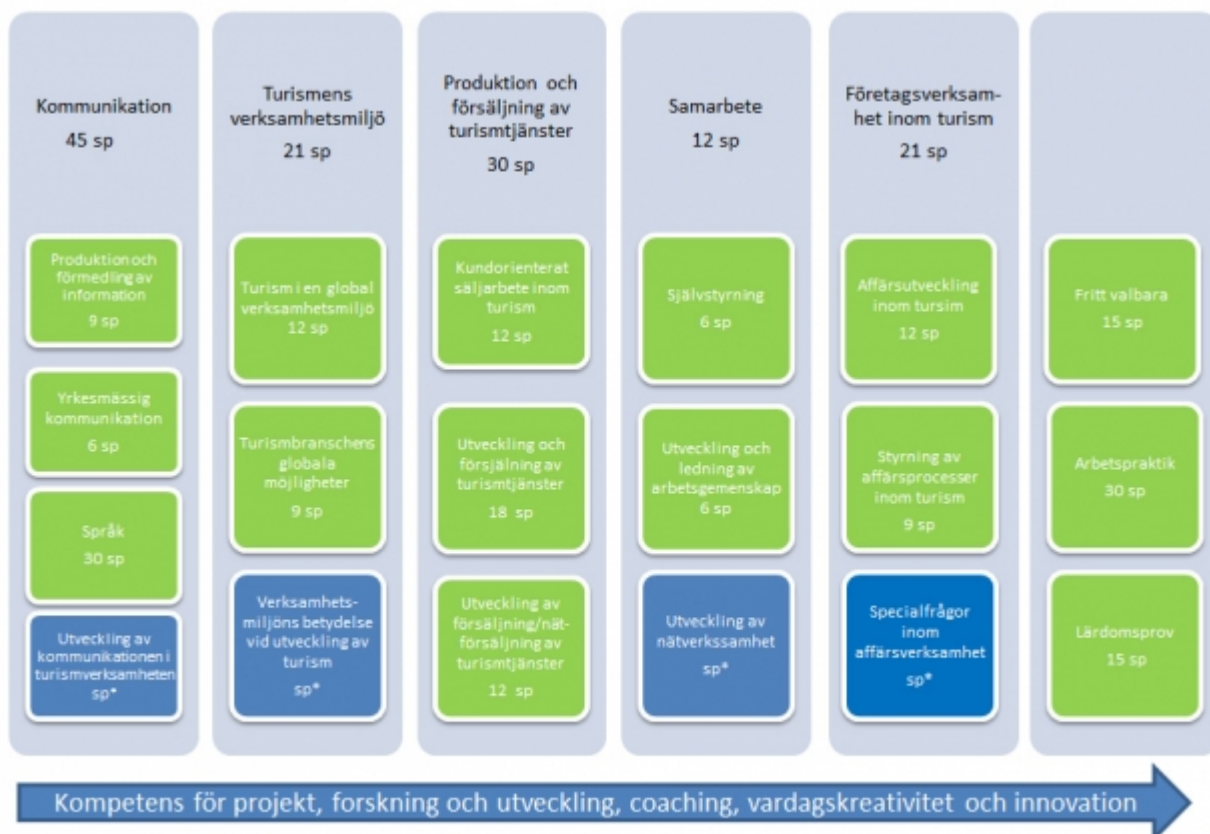 Kommunikation
45 sp
Produktion och
förmedling av
information
9 sp
Yrkesmässig
kommunikation
6 sp
Språk
30 sp
Utveckling av
kommunikationen i
turismverksamheten
sp*
Turismens
verksamhetsmiljö
21 sp
Turism i en global
verksamhetsmiljö
12 sp
Turismbranschens
globala
möjligheter
9 sp
Verksamhets-
miljöns betydelse
vid utveckling av
turism
sp*
Produktion och
försäljning av
turismtjänster
30 sp
Kundorienterat
säljarbete inom
turism
12 sp
Utveckling och
försjälning av
turismtjänster
18 sp
Utveckling av
försäljning/nät-
försäljning av
turismtjänster
12 sp
Samarbete
12 sp
Självstyrning
6 sp
Utveckling och
ledning av
arbetsgemenskap
6 sp
Utveckling av
nätverkssamhet
sp*
Företagsverksam-
het inom turism
21 sp
Affärsutveckling
inom tursim
12 sp
Styrning av
affärsprocesser
inom turism
9 sp
Specialfrågor
inom
affärsverksamhet
sp*
Fritt valbara
15 sp
Arbetspraktik
30 sp
Lärdomsprov
15 sp
Kompetens för projekt, forskning och utveckling, coaching, vardagskreativitet och innovation